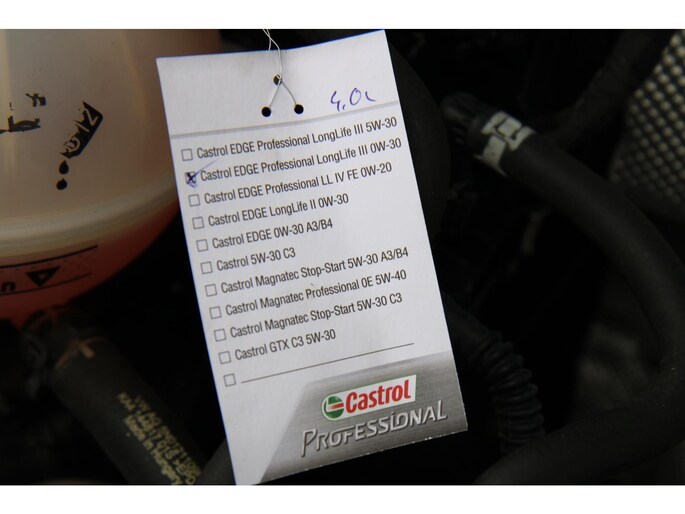 4.0L
Castrol EDGE Professional LongLife III 5W-30
Castrol EDGE Professional LongLife III 0W-30
Castrol EDGE Professional LL IV FE 0W-20
Castrol EDGE LongLife II 0W-30
Castrol EDGE 0W-30 A3/B4
Castrol 5W-30 C3
Castrol Magnatec Stop-Start 5W-30 A3/B4
Castrol Magnatec Professional OE 5W-40
Castrol Magnatec Stop-Start 5W-30 C3
Castrol GTX C3 5W-30
Castrol
PROFESSIONAL